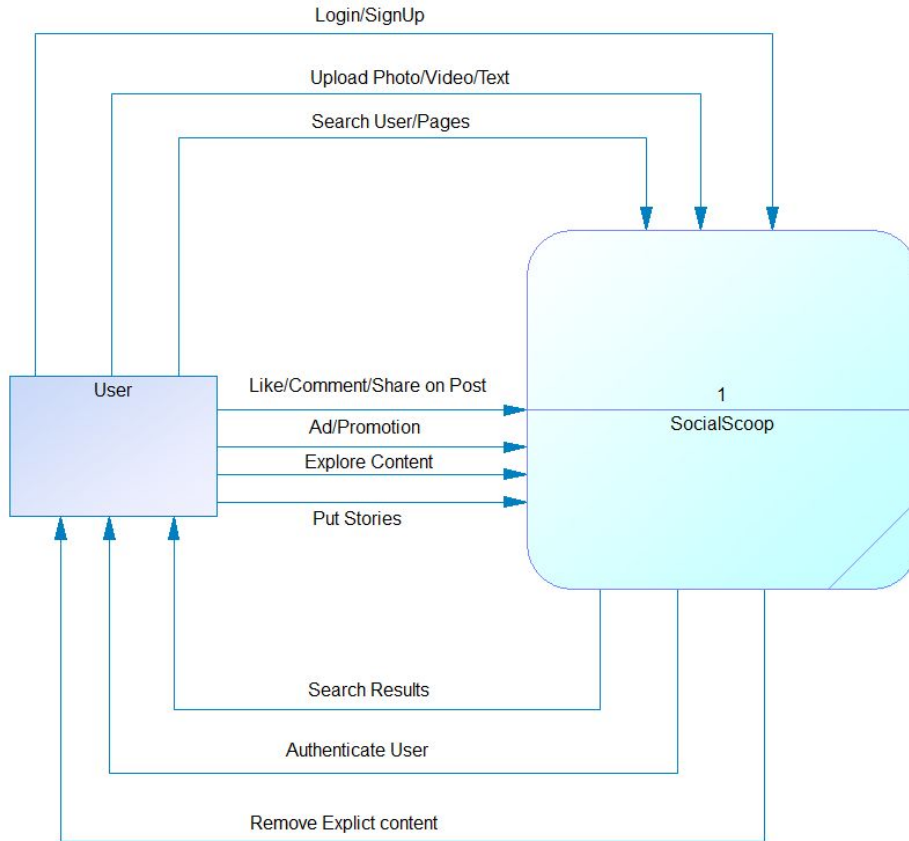 Login/SignUp
Upload Photo/Video/Text
Search User/Pages
User
Like/Comment/Share on Post
1
Ad/Promotion
SocialScoop
Explore Content
Put Stories
Search Results
Authenticate User
Remove Explict content